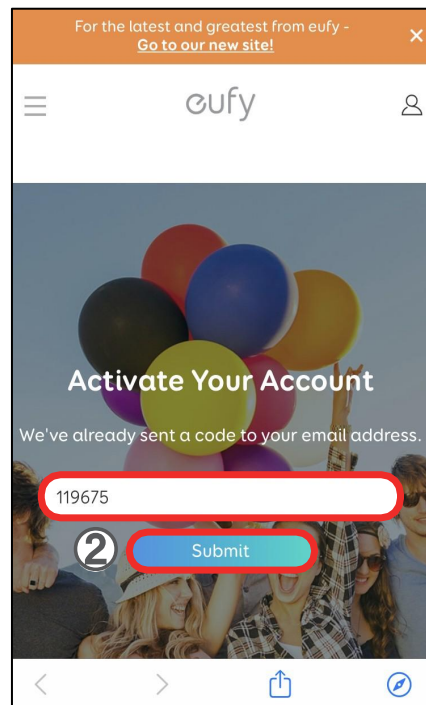 For the latest and greatest from eufy -
Go to our new site!
eufy
Activate Your Account
We've already sent a code to your email address.
119675
②
Submit